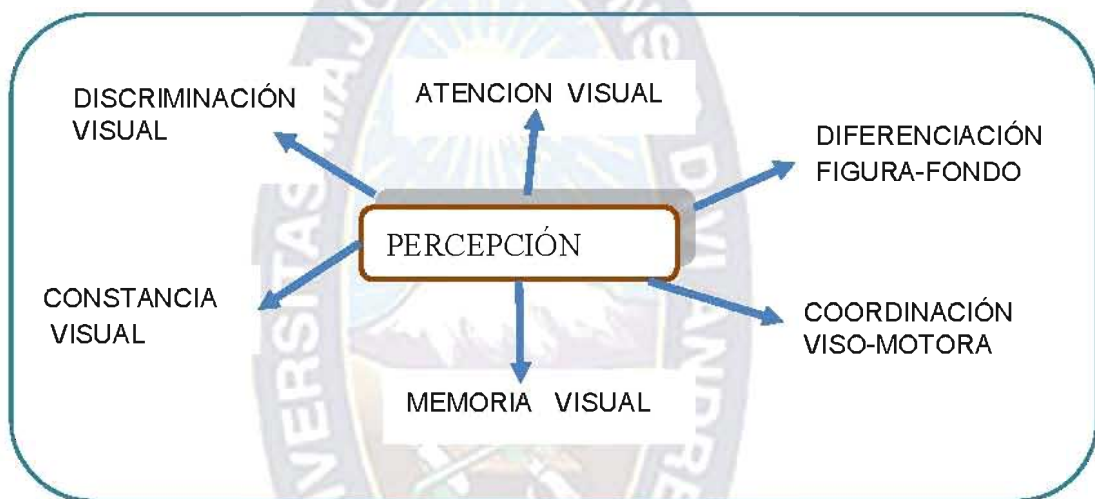 ATENCION VISUAL
DISCRIMINACIÓN
VISUAL
DIFERENCIACIÓN
FIGURA-FONDO
PERCEPCIÓN
CONSTANCIA
VISUAL
COORDINACIÓN
VISO-MOTORA
MEMORIA VISUAL